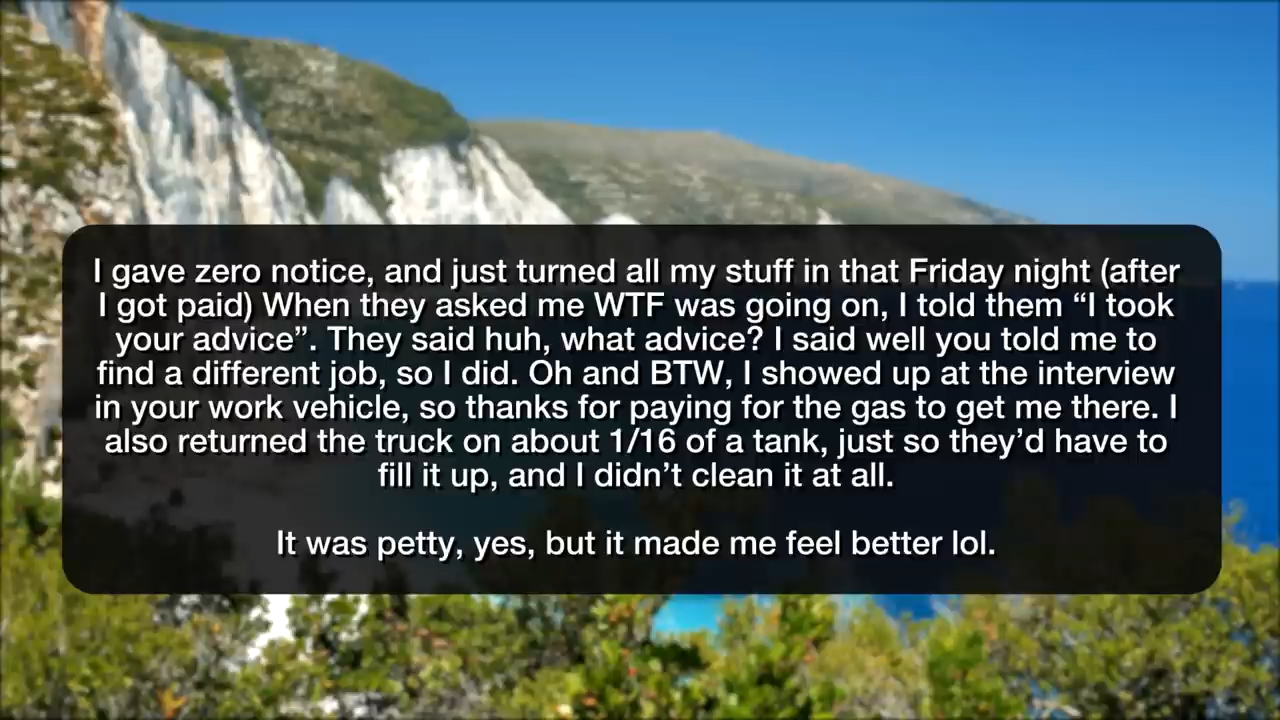 I gave zero notice, and just turned all my stuff in that Friday night (after
I got paid) When they asked me WTF was going on, I told them “I took
your advice”. They said huh, what advice? I said well you told me to
find a different job, so I did. Oh and BTW, I showed up at the interview
in your work vehicle, so thanks for paying for the gas to get me there. I
also returned the truck on about 1/16 of a tank, just so they’d have to
fill it up, and I didn’t clean it at all.
It was petty, yes, but it made me feel better lol.